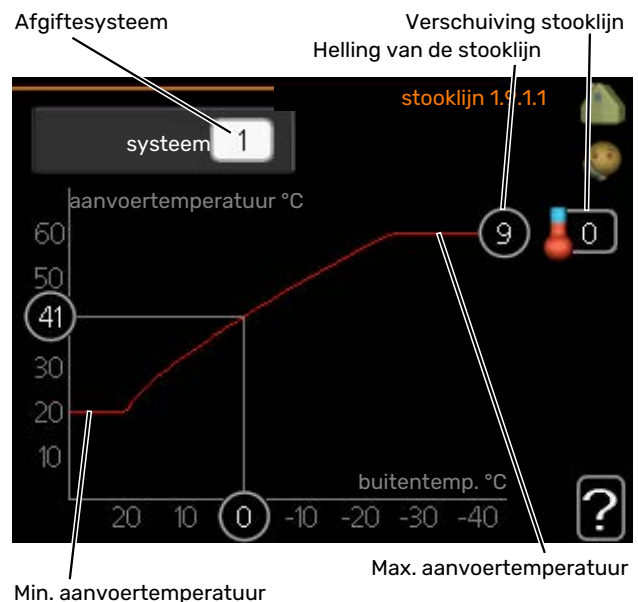 Afgiftesysteem
Verschuiving stooklijn
Helling van de stooklijn
stooklijn 1.9.1.1
systeem 1
aanvoertemperatuur °C
60
9
0
50
41
30
20
10
buitentemp. °C
20 10 0 -10 -20 -30 -40
?
Max. aanvoertemperatuur
Min. aanvoertemperatuur